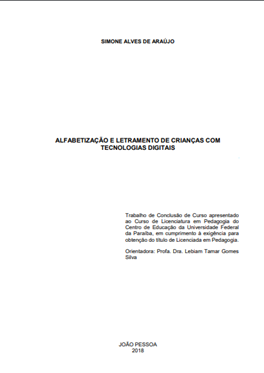 SIMONE ALVES DE ARAÚJO
ALFABETIZAÇÃO E LETRAMENTO DE CRIANÇAS COM
TECNOLOGIAS DIGITAIS
Trabalho de Conclusão de Curso apresentado
ao Curso de Licenciatura em Pedagogia do
Centro de Educação da Universidade Federal
da Paraíba, em cumprimento à exigência para
obtenção do título de Licenciada em Pedagogia.
Orientadora: Profa. Dra. Lebiam Tamar Gomes
Silva
JOÃO PESSOA
2018